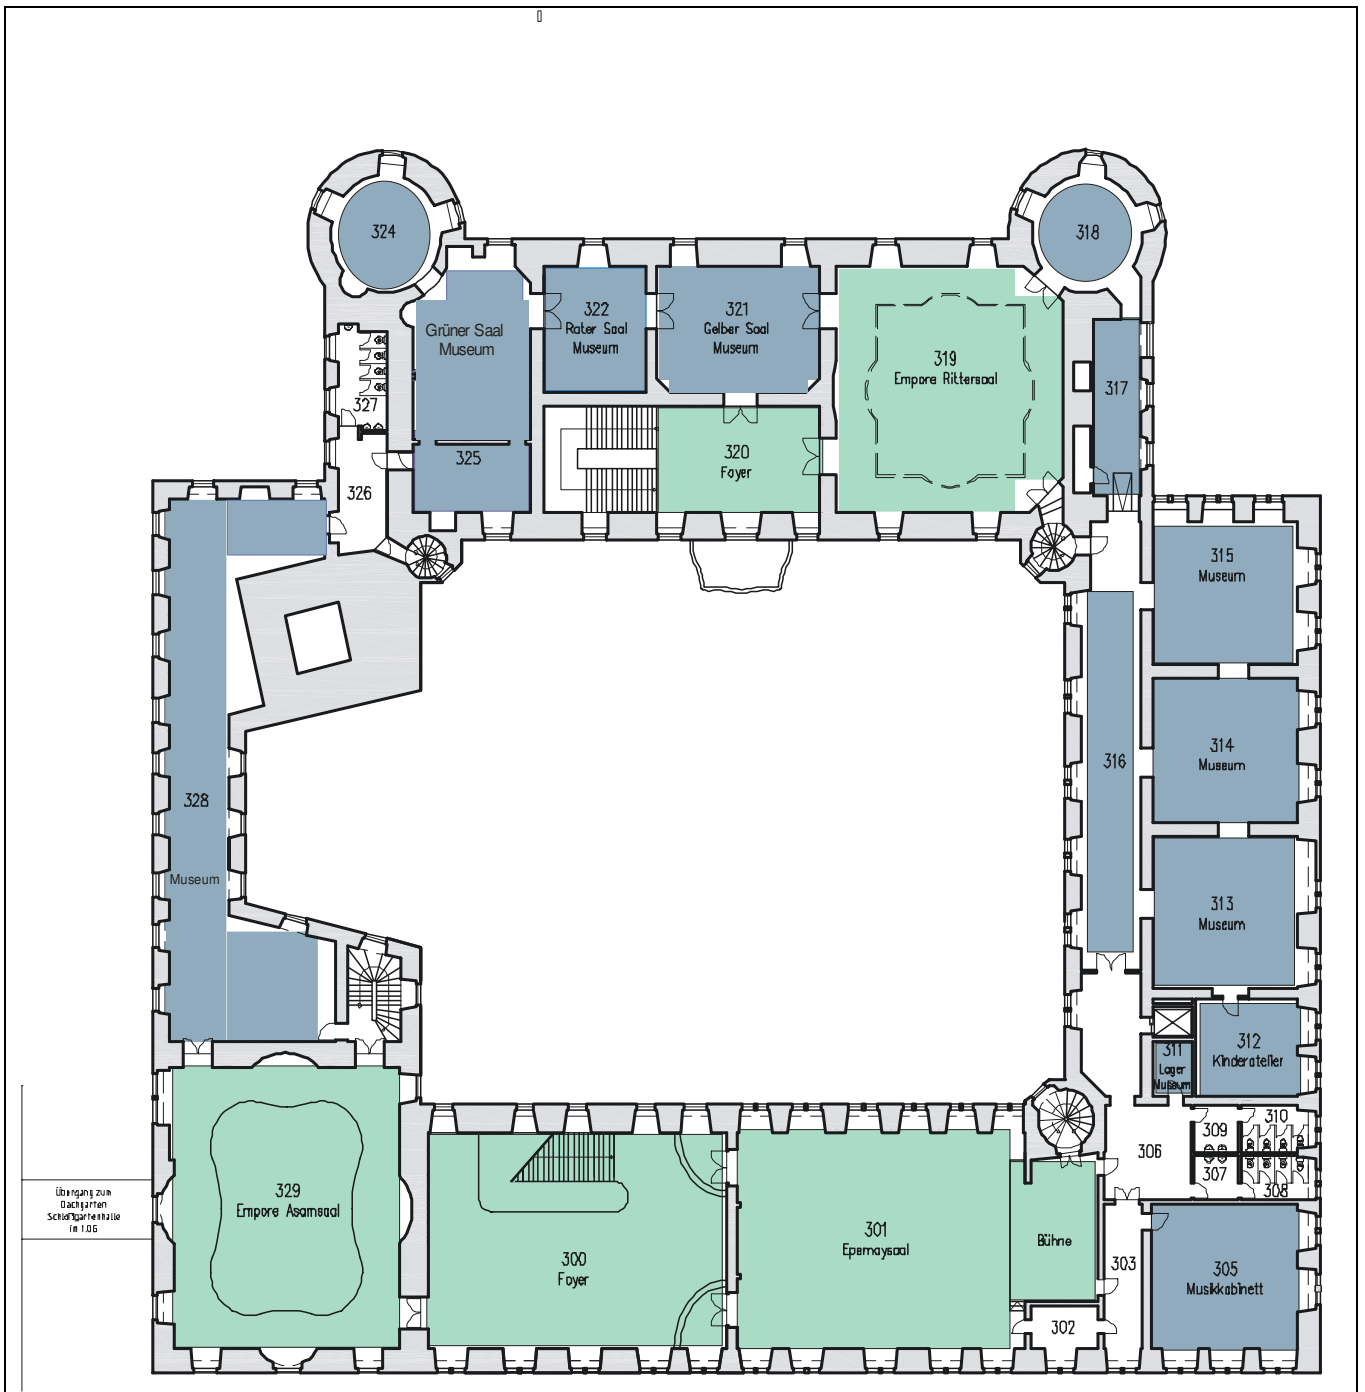 324
318
Grüner Saal
Museum
322
Roter Saal
Museum
321
Gelber Saal
Museum
319
Empore Rittersaal
317
327
325
320
Foyer
326
315
Museum
314
Museum
316
328
Museum
313
Museum
312
Kinderatelier
311
Lager
Museum
310
309
306
307
308
Übergang zum
Dachgarten
Schloßgartenhalle
im 1.OG
329
Empore Asamsaal
300
Foyer
301
Epernaysaal
Bühne
303
302
305
Musikkabinett